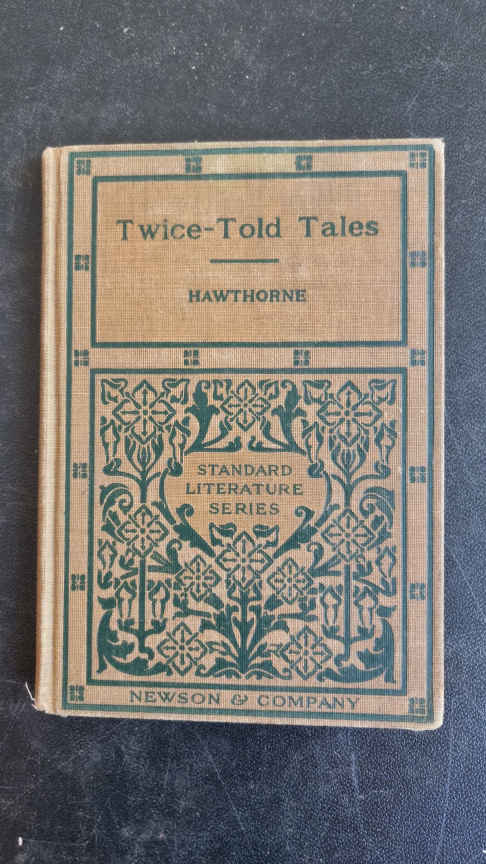 Twice-Told Tales
HAWTHORNE
STANDARD
LITERATURE
SERIES
NEWSON & COMPANY